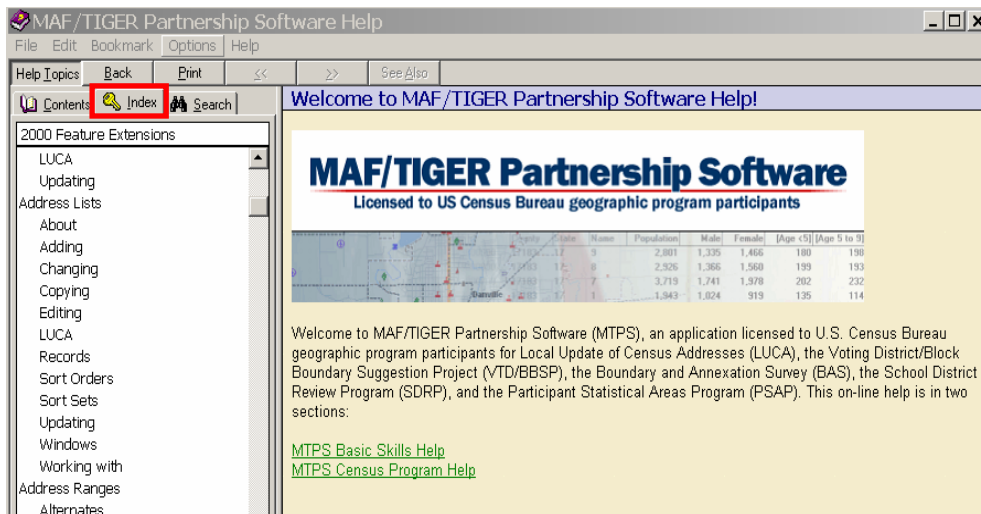 MAF/TIGER Partnership Software Help
File Edit Bookmark Options Help
Help Topics Back Print << >> See Also
Contents Index Search
2000 Feature Extensions
LUCA
Updating
Address Lists
About
Adding
Changing
Copying
Editing
LUCA
Records
Sort Orders
Sort Sets
Updating
Windows
Working with
Address Ranges
Alternates
Welcome to MAF/TIGER Partnership Software Help!
MAF/TIGER Partnership Software
Licensed to US Census Bureau geographic program participants
State Name Population Male Female [Age <5] [Age 5 to 9]
17 9 2,801 1,335 1,466 180 198
17 8 2,926 1,366 1,560 199 193
17 7 3,719 1,741 1,978 202 232
Danville 17 1 1,943 1,024 919 135 114
Welcome to MAF/TIGER Partnership Software (MTPS), an application licensed to U.S. Census Bureau
geographic program participants for Local Update of Census Addresses (LUCA), the Voting District/Block
Boundary Suggestion Project (VTD/BBSP), the Boundary and Annexation Survey (BAS), the School District
Review Program (SDRP), and the Participant Statistical Areas Program (PSAP). This on-line help is in two
sections:
MTPS Basic Skills Help
MTPS Census Program Help